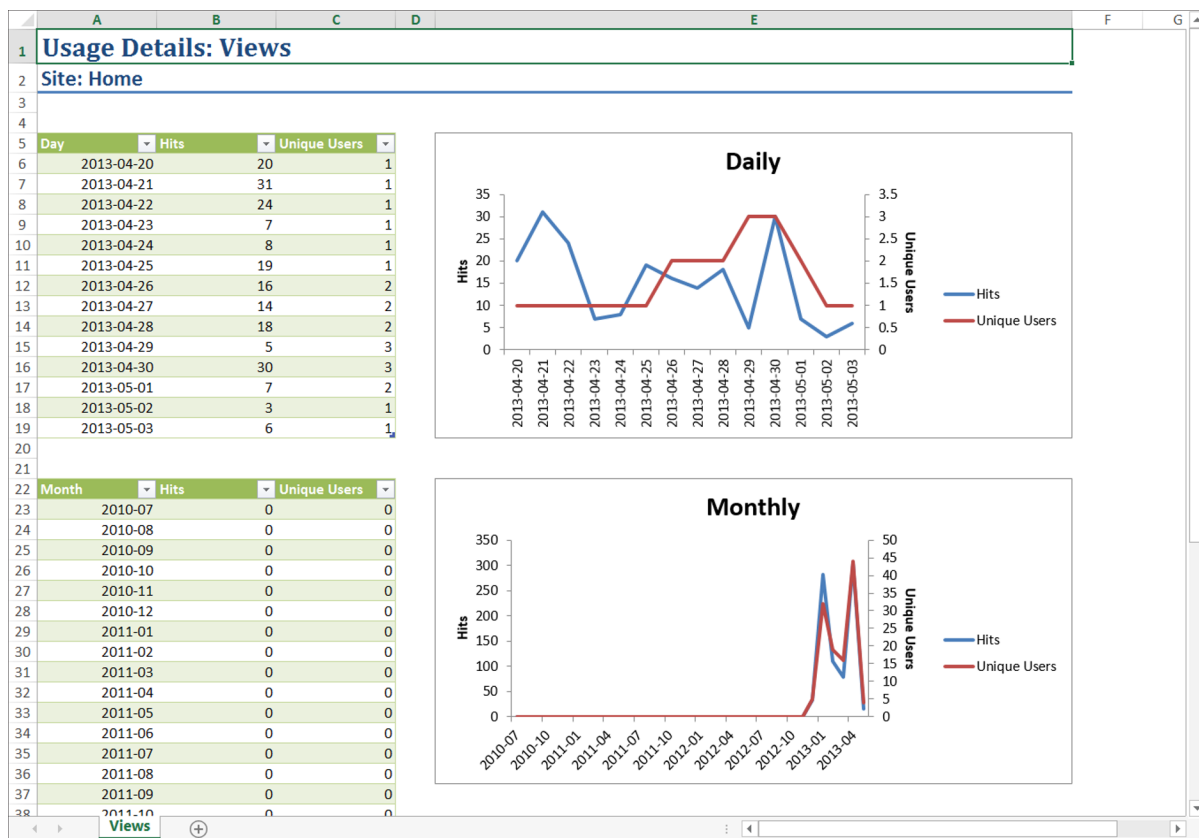 A B C D E F G
1 Usage Details: Views
2 Site: Home
3
4
5 Day Hits Unique Users
6 2013-04-20 20 1
7 2013-04-21 31 1
8 2013-04-22 24 1
9 2013-04-23 7 1
10 2013-04-24 8 1
11 2013-04-25 19 1
12 2013-04-26 16 2
13 2013-04-27 14 2
14 2013-04-28 18 2
15 2013-04-29 5 3
16 2013-04-30 30 3
17 2013-05-01 7 2
18 2013-05-02 3 1
19 2013-05-03 6 1
20
21
Daily
35 3.5
30 3
25 2.5
20 2
15 1.5
10 1
5 0.5
0 0
Hits
Unique Users
Hits
Unique Users
2013-04-20 2013-04-21 2013-04-22 2013-04-23 2013-04-24 2013-04-25 2013-04-26 2013-04-27 2013-04-28 2013-04-29 2013-04-30 2013-05-01 2013-05-02 2013-05-03
22 Month Hits Unique Users
23 2010-07 0 0
24 2010-08 0 0
25 2010-09 0 0
26 2010-10 0 0
27 2010-11 0 0
28 2010-12 0 0
29 2011-01 0 0
30 2011-02 0 0
31 2011-03 0 0
32 2011-04 0 0
33 2011-05 0 0
34 2011-06 0 0
35 2011-07 0 0
36 2011-08 0 0
37 2011-09 0 0
38 2011-10 0 0
Monthly
350 50
300 45
250 40
200 35
150 30
100 25
50 20
0 15
10
5
0
Hits
Unique Users
Hits
Unique Users
2010-07 2010-10 2011-01 2011-04 2011-07 2011-10 2012-01 2012-04 2012-07 2012-10 2013-01 2013-04
Views